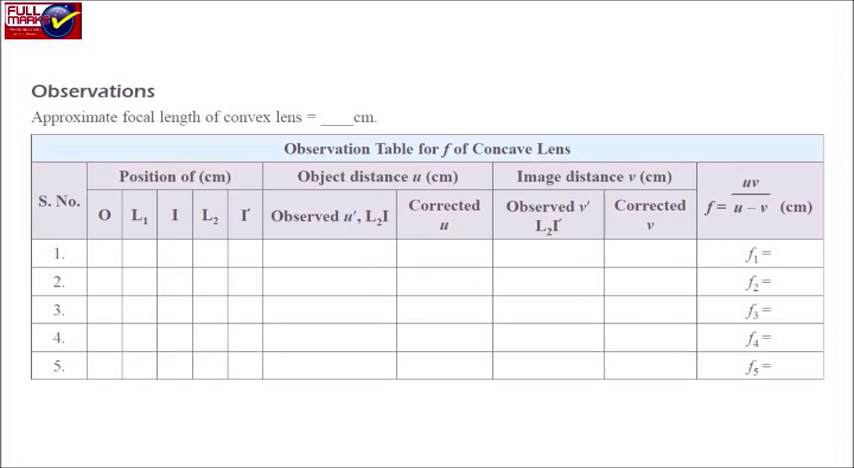 FULL
MARKS
Observations
Approximate focal length of convex lens = ____cm.
Observation Table for f of Concave Lens
S. No.
Position of (cm)
Object distance u (cm)
Image distance v (cm)
f = uv / u – v (cm)
O
L₁
I
L₂
I′
Observed u′, L₂I
Corrected u
Observed v′ L₂I′
Corrected v
1. f₁ =
2. f₂ =
3. f₃ =
4. f₄ =
5. f₅ =